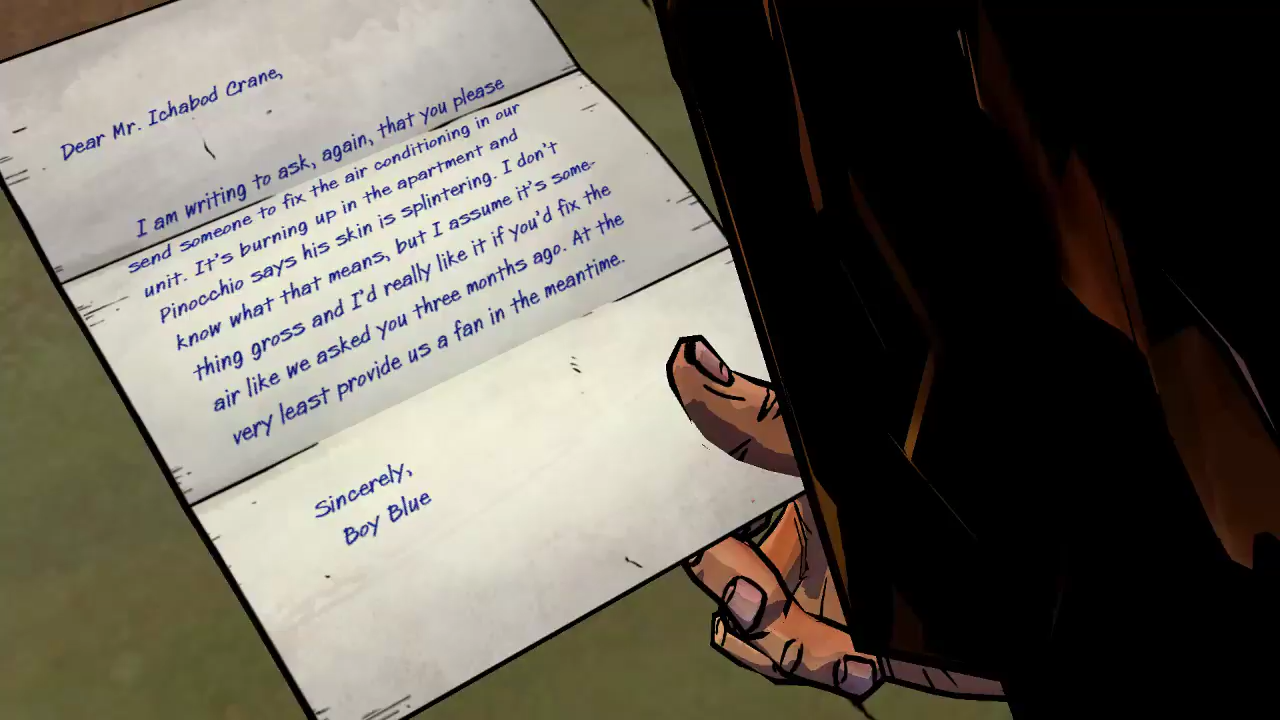 Dear Mr. Ichabod Crane,
I am writing to ask, again, that you please
send someone to fix the air conditioning in our
unit. It's burning up in the apartment and
Pinocchio says his skin is splintering. I don't
know what that means, but I assume it's some-
thing gross and I'd really like it if you'd fix the
air like we asked you three months ago. At the
very least provide us a fan in the meantime.
Sincerely,
Boy Blue